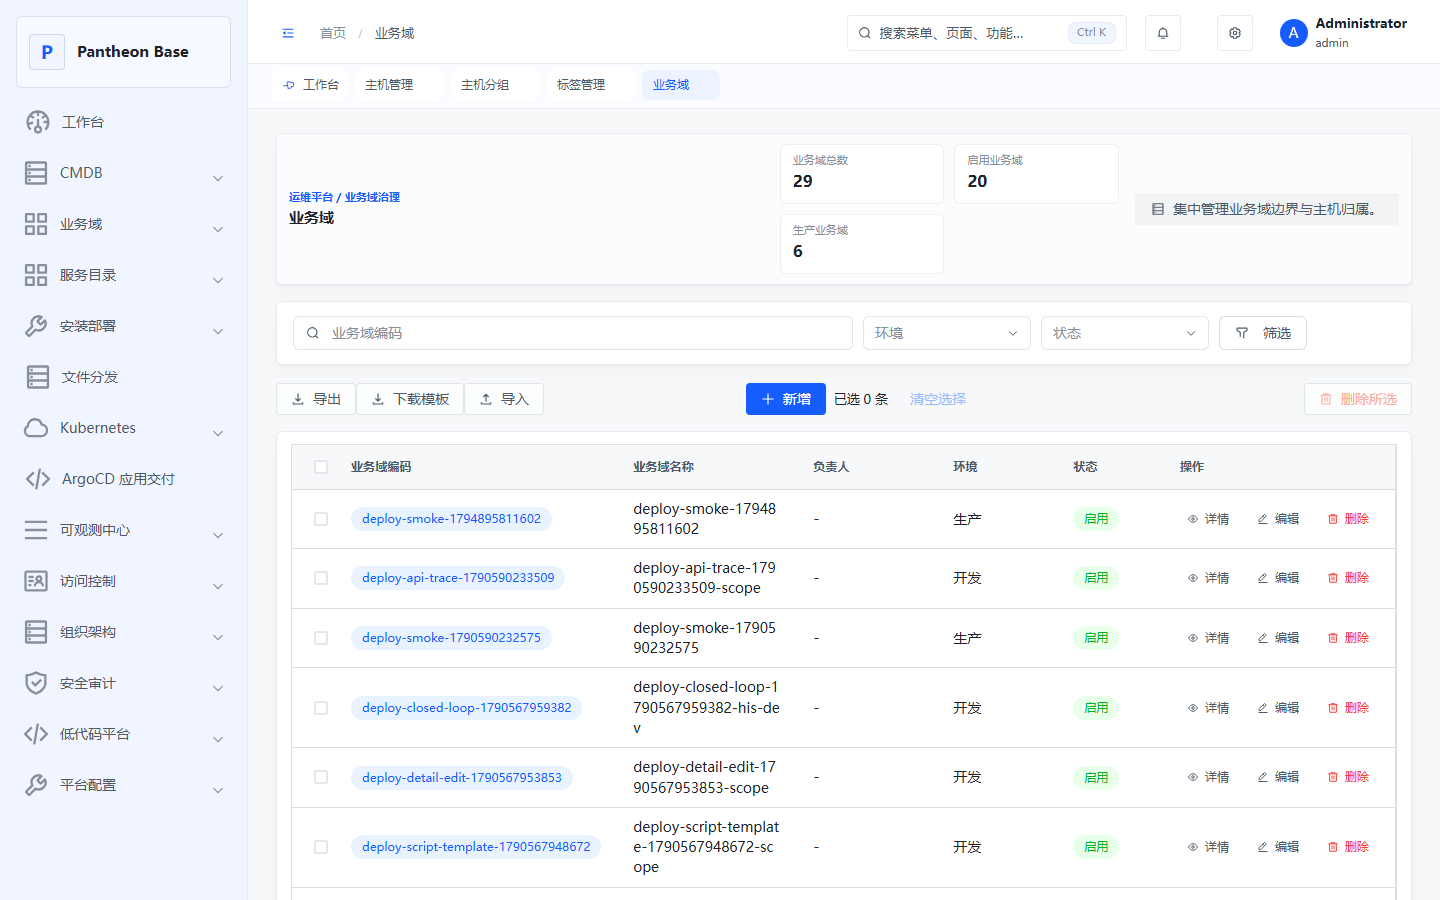 P
Pantheon Base
工作台
CMDB
业务域
服务目录
安装部署
文件分发
Kubernetes
ArgoCD 应用交付
可观测中心
访问控制
组织架构
安全审计
低代码平台
平台配置
首页 / 业务域
搜索菜单、页面、功能...
Ctrl K
A
Administrator
admin
工作台
主机管理
主机分组
标签管理
业务域
运维平台 / 业务域治理
业务域
业务域总数
29
启用业务域
20
生产业务域
6
集中管理业务域边界与主机归属。
业务域编码
环境
状态
筛选
导出
下载模板
导入
新增
已选 0 条
清空选择
删除所选
业务域编码 业务域名称 负责人 环境 状态 操作
deploy-smoke-1794895811602
deploy-smoke-17948
95811602
-
生产
启用
详情 编辑 删除
deploy-api-trace-1790590233509
deploy-api-trace-179
0590233509-scope
-
开发
启用
详情 编辑 删除
deploy-smoke-1790590232575
deploy-smoke-17905
90232575
-
生产
启用
详情 编辑 删除
deploy-closed-loop-1790567959382
deploy-closed-loop-1
790567959382-his-de
v
-
开发
启用
详情 编辑 删除
deploy-detail-edit-1790567953853
deploy-detail-edit-17
90567953853-scope
-
开发
启用
详情 编辑 删除
deploy-script-template-1790567948672
deploy-script-templat
e-1790567948672-sc
ope
-
开发
启用
详情 编辑 删除